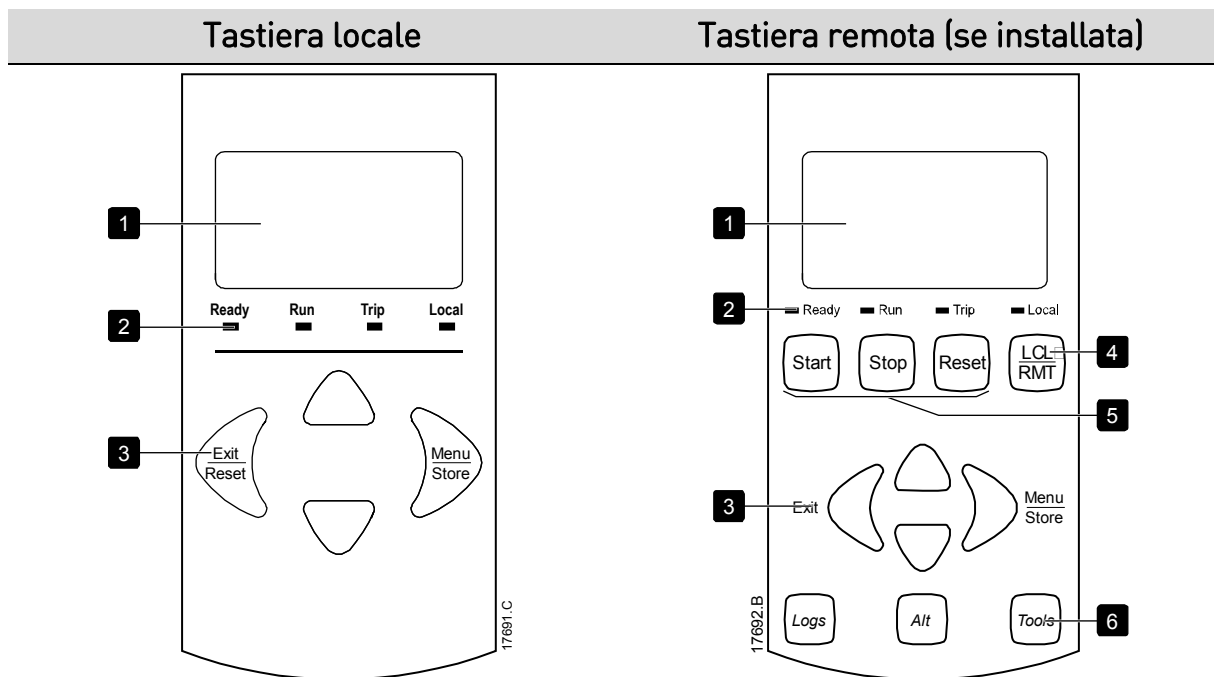 Tastiera locale
Tastiera remota (se installata)
1
Ready Run Trip Local
2
3
Exit
Reset
Menu
Store
17691.C
1
2
Ready Run Trip Local
Start Stop Reset
LCL
RMT
4
5
3
Exit
Menu
Store
17692.B
Logs Alt Tools
6